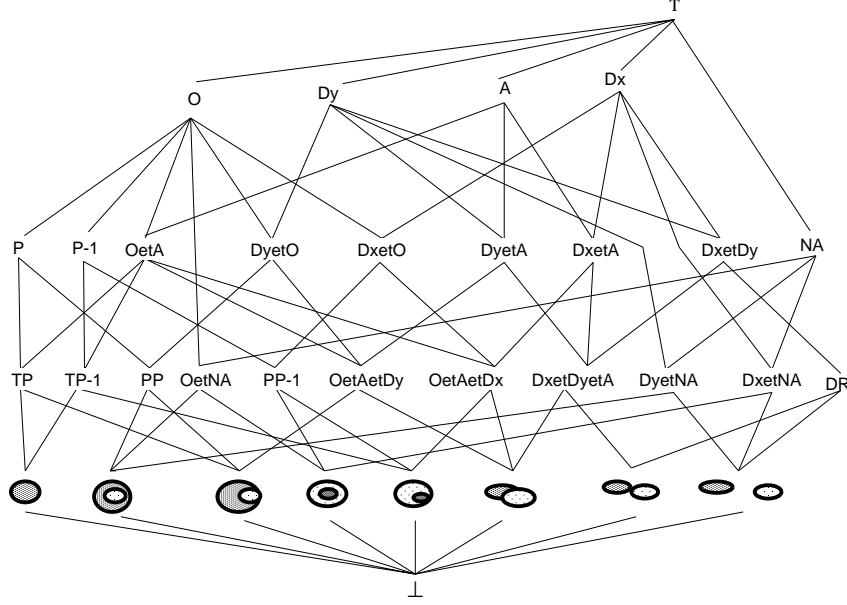 T
O Dy A Dx
P P-1 OetA DyetO DxetO DyetA DxetA DxetDy NA
TP TP-1 PP OetNA PP-1 OetAetDy OetAetDx DxetDyetA DyetNA DxetNA DR
⊥